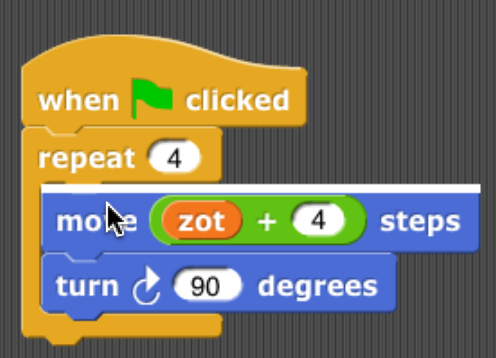 when clicked
repeat 4
move zot + 4 steps
turn 90 degrees